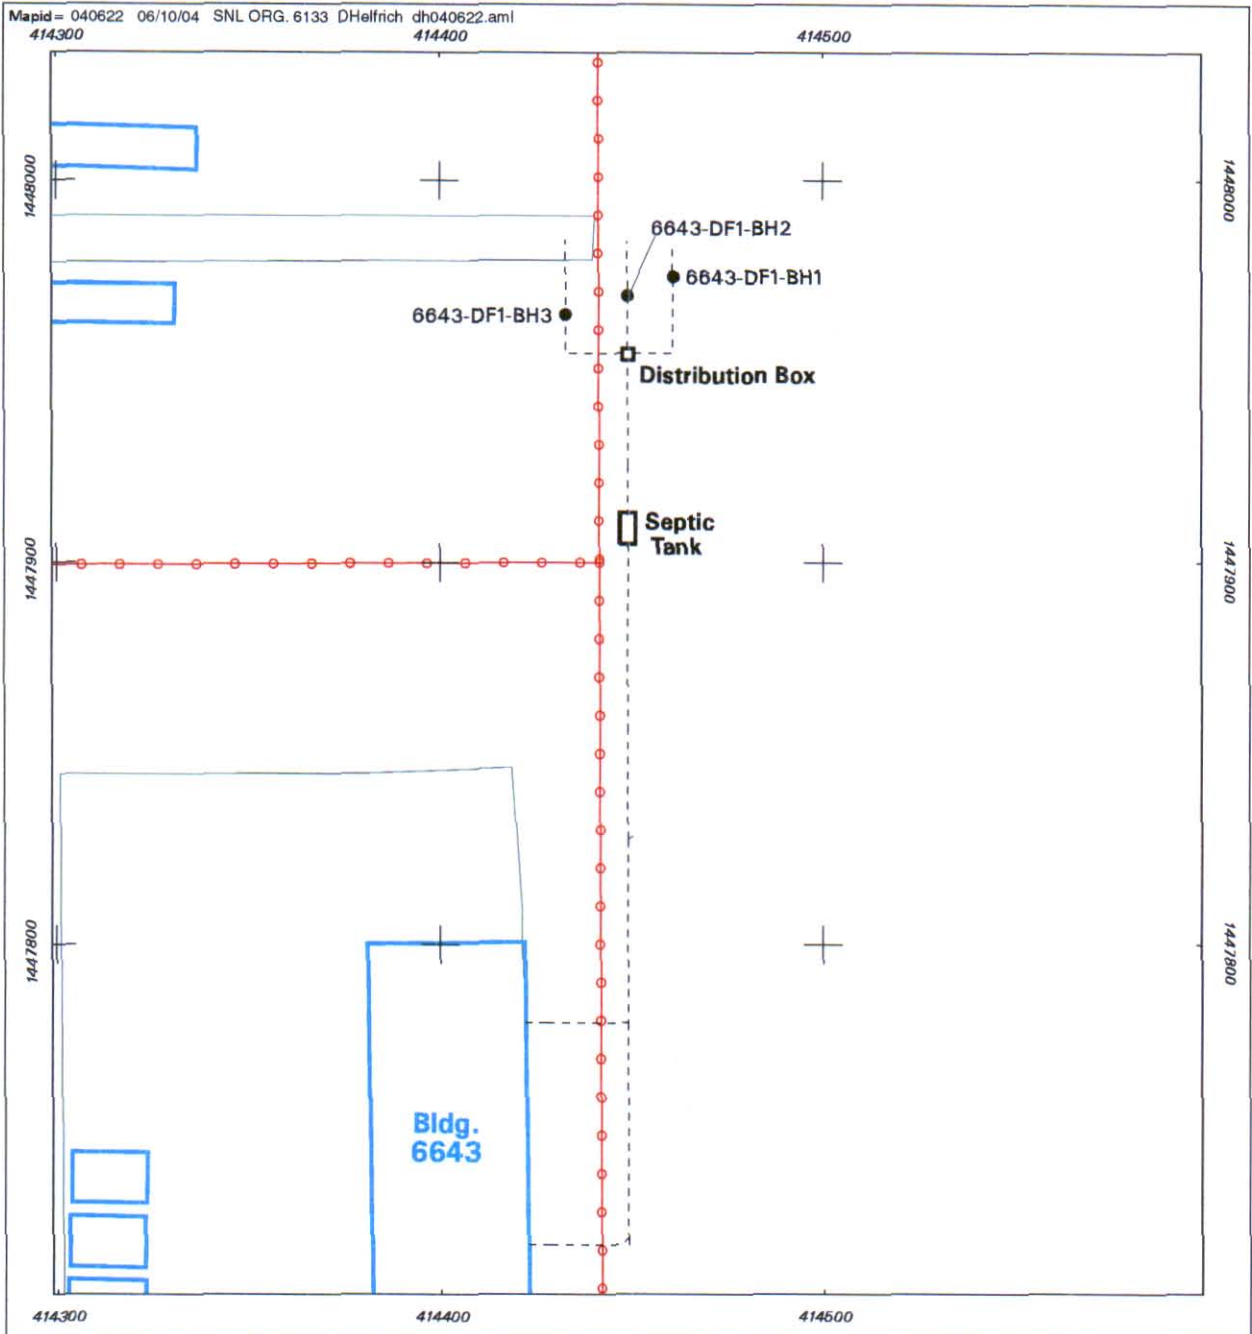 Mapid= 040622 06/10/04 SNL ORG. 6133 DHelfrich dh040622.aml
414300 414400 414500
1448000 1448000
6643-DF1-BH2
6643-DF1-BH1
6643-DF1-BH3
Distribution Box
Septic
Tank
1447900 1447900
1447800 1447800
Bldg.
6643
414300 414400 414500